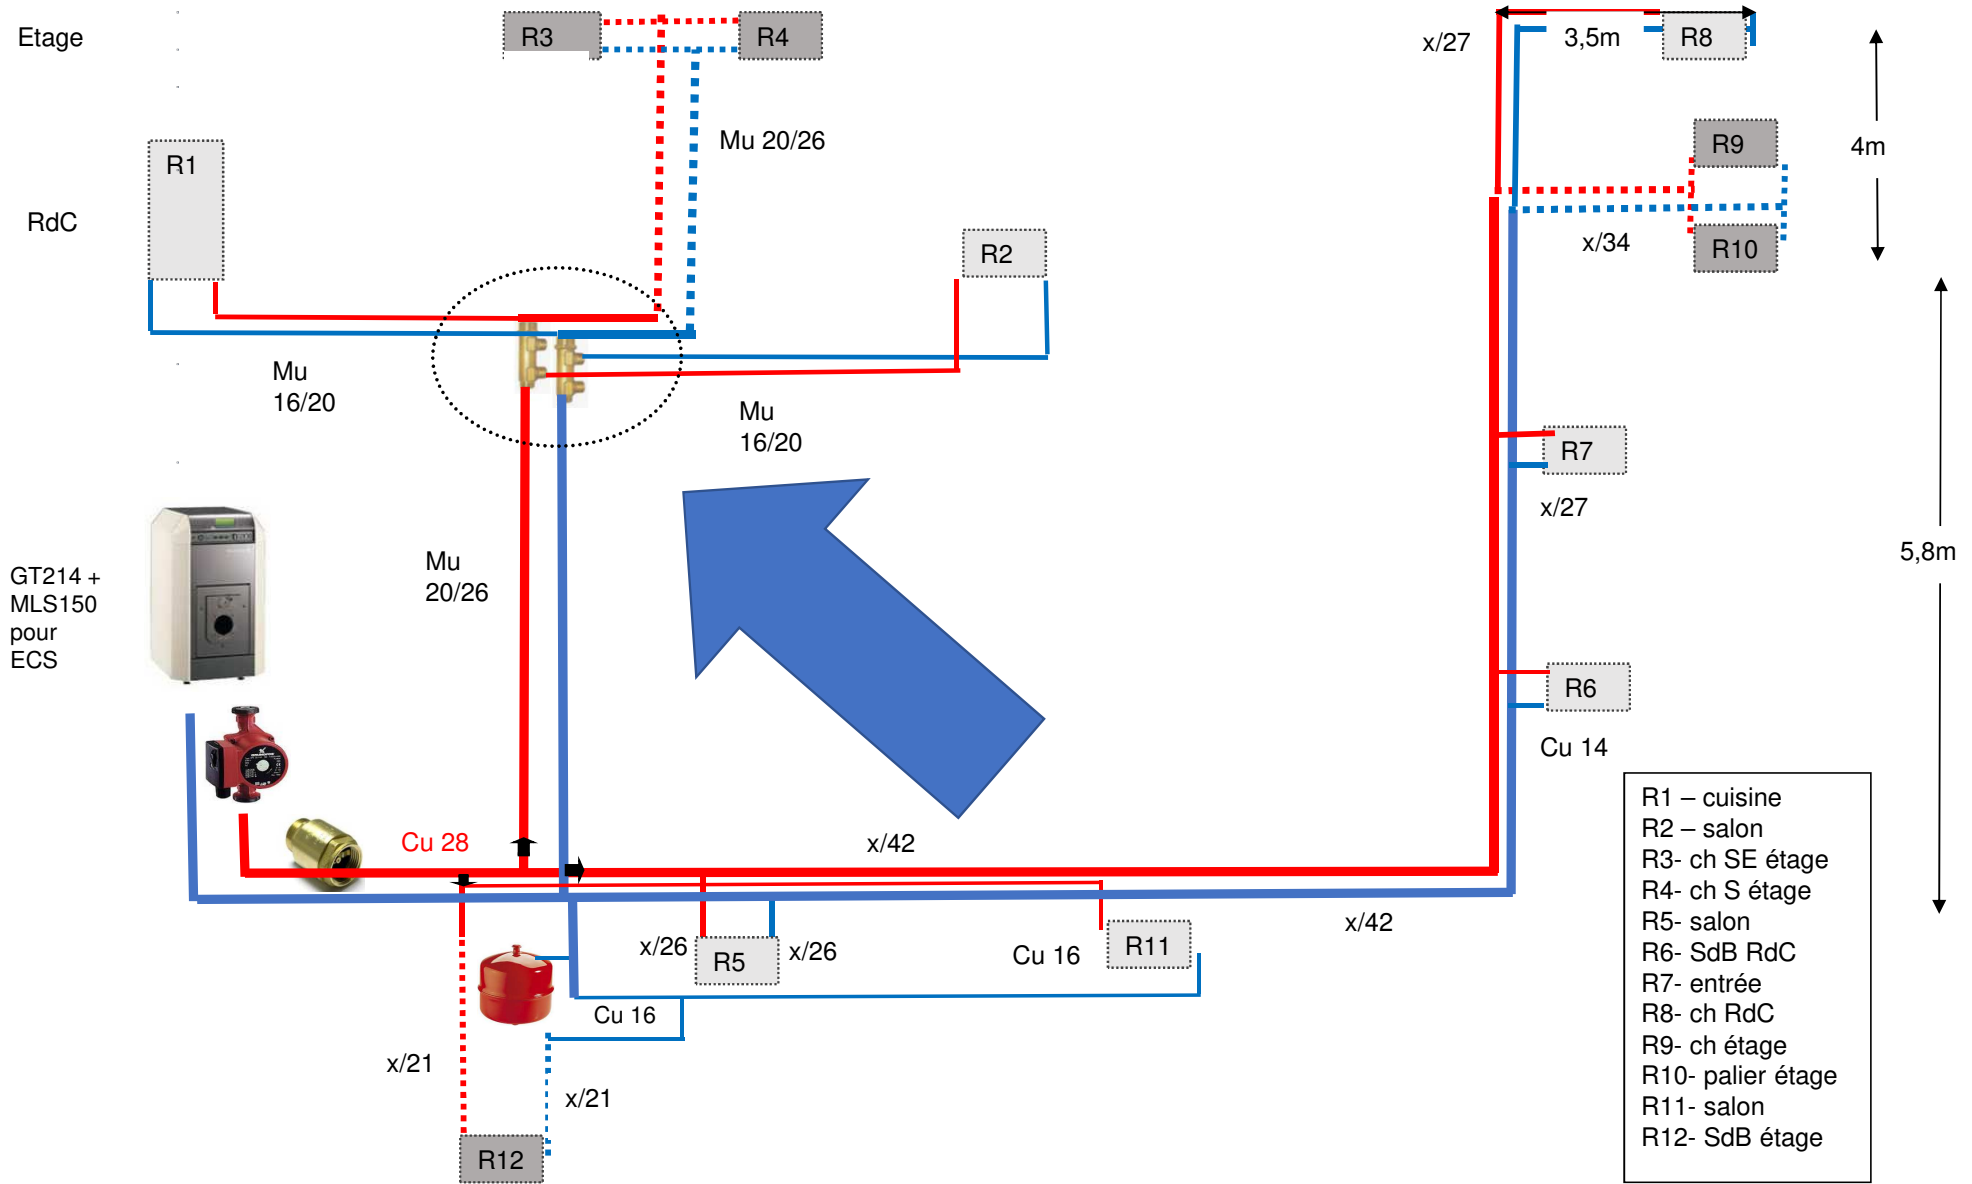 Etage
R3
R4
x/27
3,5m
R8
Mu 20/26
R1
R9
4m
RdC
R2
x/34
R10
Mu
16/20
Mu
16/20
R7
x/27
Mu
20/26
5,8m
GT214 +
MLS150
pour
ECS
R6
Cu 14
Cu 28
x/42
x/42
x/26
R5
x/26
Cu 16
R11
Cu 16
x/21
x/21
R12
R1 – cuisine
R2 – salon
R3- ch SE étage
R4- ch S étage
R5- salon
R6- SdB RdC
R7- entrée
R8- ch RdC
R9- ch étage
R10- palier étage
R11- salon
R12- SdB étage